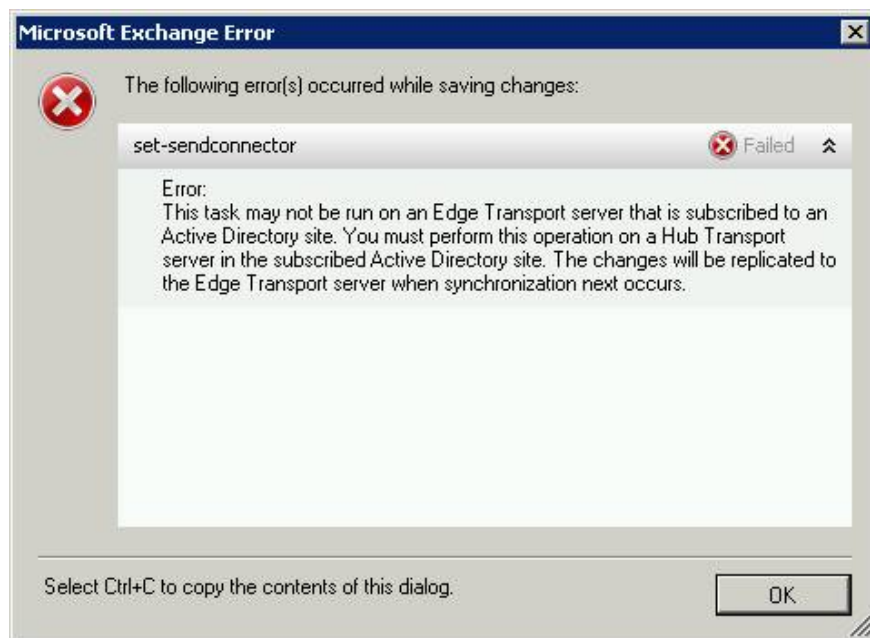 Microsoft Exchange Error
The following error(s) occurred while saving changes:
set-sendconnector
Failed
Error:
This task may not be run on an Edge Transport server that is subscribed to an
Active Directory site. You must perform this operation on a Hub Transport
server in the subscribed Active Directory site. The changes will be replicated to
the Edge Transport server when synchronization next occurs.
Select Ctrl+C to copy the contents of this dialog.
OK